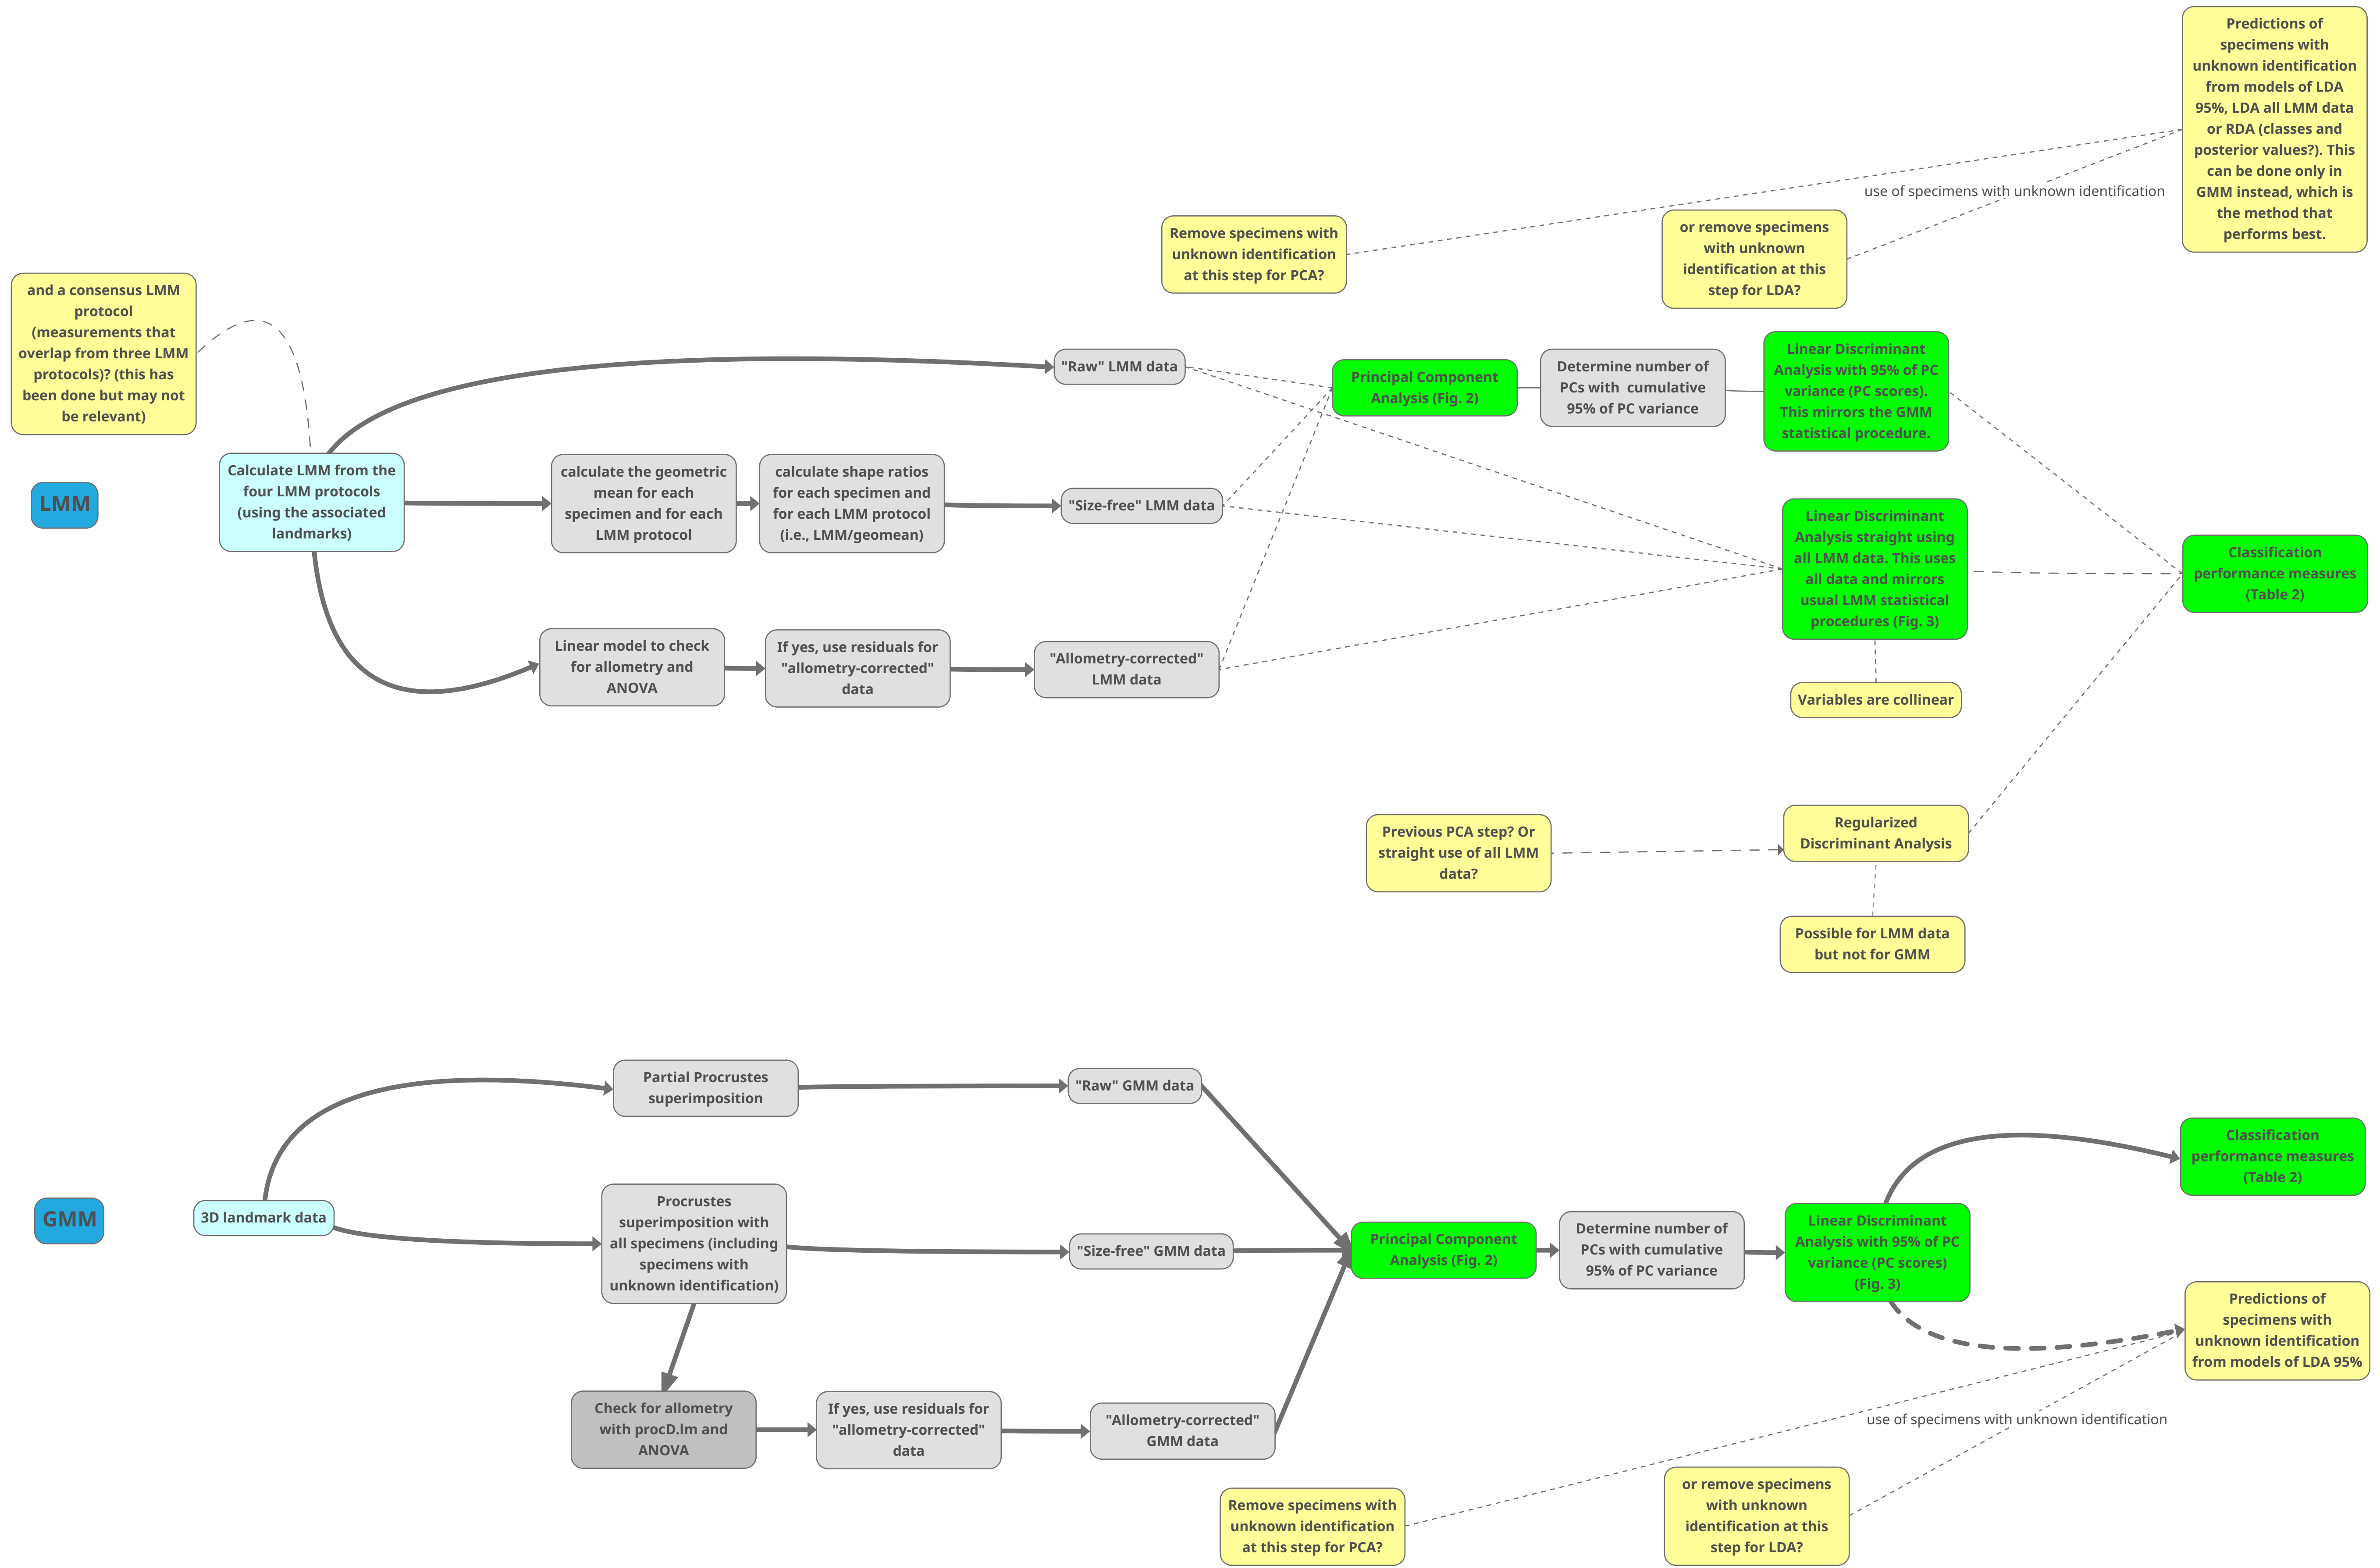 Predictions of
specimens with
unknown identification
from models of LDA
95%, LDA all LMM data
or RDA (classes and
posterior values?). This
can be done only in
GMM instead, which is
the method that
performs best.
use of specimens with unknown identification
Remove specimens with
unknown identification
at this step for PCA?
or remove specimens
with unknown
identification at this
step for LDA?
and a consensus LMM
protocol
(measurements that
overlap from three LMM
protocols)? (this has
been done but may not
be relevant)
LMM
Calculate LMM from the
four LMM protocols
(using the associated
landmarks)
"Raw" LMM data
calculate the geometric
mean for each
specimen and for each
LMM protocol
calculate shape ratios
for each specimen and
for each LMM protocol
(i.e., LMM/geomean)
"Size-free" LMM data
Linear model to check
for allometry and
ANOVA
If yes, use residuals for
"allometry-corrected"
data
"Allometry-corrected"
LMM data
Principal Component
Analysis (Fig. 2)
Determine number of
PCs with cumulative
95% of PC variance
Linear Discriminant
Analysis with 95% of PC
variance (PC scores).
This mirrors the GMM
statistical procedure.
Linear Discriminant
Analysis straight using
all LMM data. This uses
all data and mirrors
usual LMM statistical
procedures (Fig. 3)
Variables are collinear
Classification
performance measures
(Table 2)
Previous PCA step? Or
straight use of all LMM
data?
Regularized
Discriminant Analysis
Possible for LMM data
but not for GMM
GMM
3D landmark data
Partial Procrustes
superimposition
"Raw" GMM data
Procrustes
superimposition with
all specimens (including
specimens with
unknown identification)
"Size-free" GMM data
Check for allometry
with procD.lm and
ANOVA
If yes, use residuals for
"allometry-corrected"
data
"Allometry-corrected"
GMM data
Principal Component
Analysis (Fig. 2)
Determine number of
PCs with cumulative
95% of PC variance
Linear Discriminant
Analysis with 95% of PC
variance (PC scores)
(Fig. 3)
Classification
performance measures
(Table 2)
Predictions of
specimens with
unknown identification
from models of LDA 95%
use of specimens with unknown identification
Remove specimens with
unknown identification
at this step for PCA?
or remove specimens
with unknown
identification at this
step for LDA?